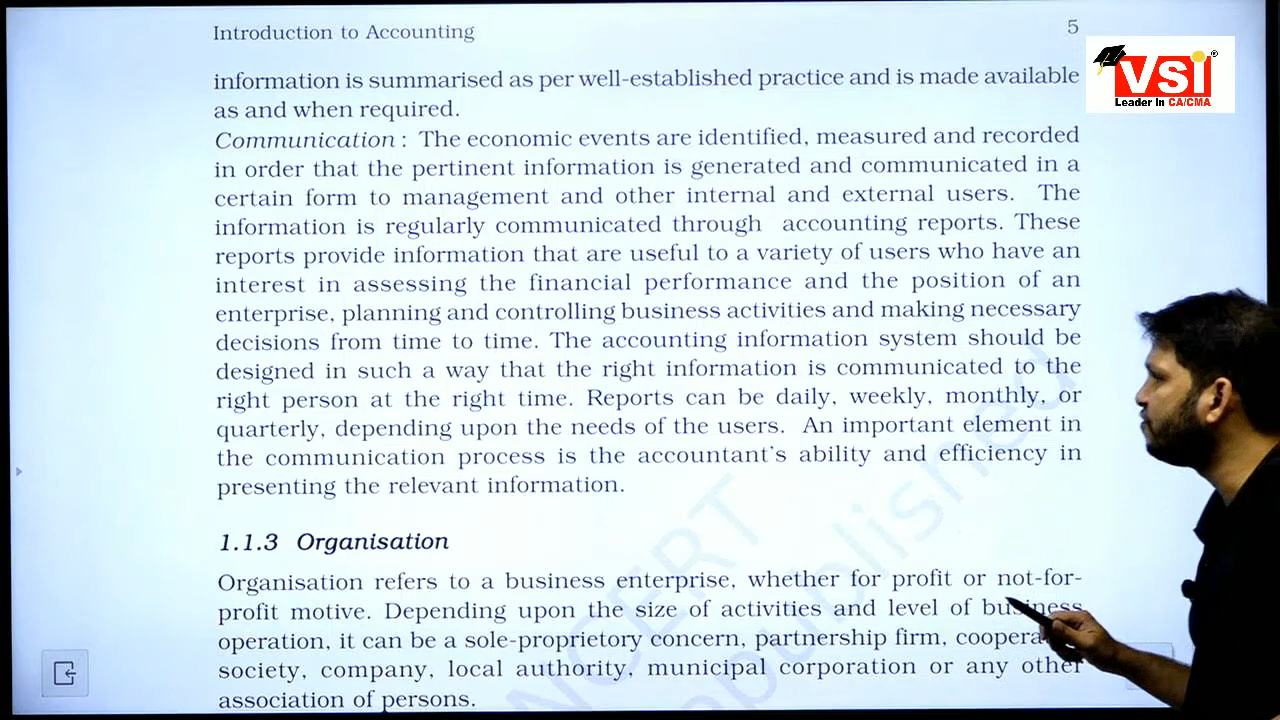 Introduction to Accounting 5
information is summarised as per well-established practice and is made available
as and when required.
Communication : The economic events are identified, measured and recorded
in order that the pertinent information is generated and communicated in a
certain form to management and other internal and external users. The
information is regularly communicated through accounting reports. These
reports provide information that are useful to a variety of users who have an
interest in assessing the financial performance and the position of an
enterprise, planning and controlling business activities and making necessary
decisions from time to time. The accounting information system should be
designed in such a way that the right information is communicated to the
right person at the right time. Reports can be daily, weekly, monthly, or
quarterly, depending upon the needs of the users. An important element in
the communication process is the accountant's ability and efficiency in
presenting the relevant information.
1.1.3 Organisation
Organisation refers to a business enterprise, whether for profit or not-for-
profit motive. Depending upon the size of activities and level of business
operation, it can be a sole-proprietory concern, partnership firm,
society, company, local authority, municipal corporation or any other
association of persons.
VSI
Leader In CA/CMA
NCERT
republished